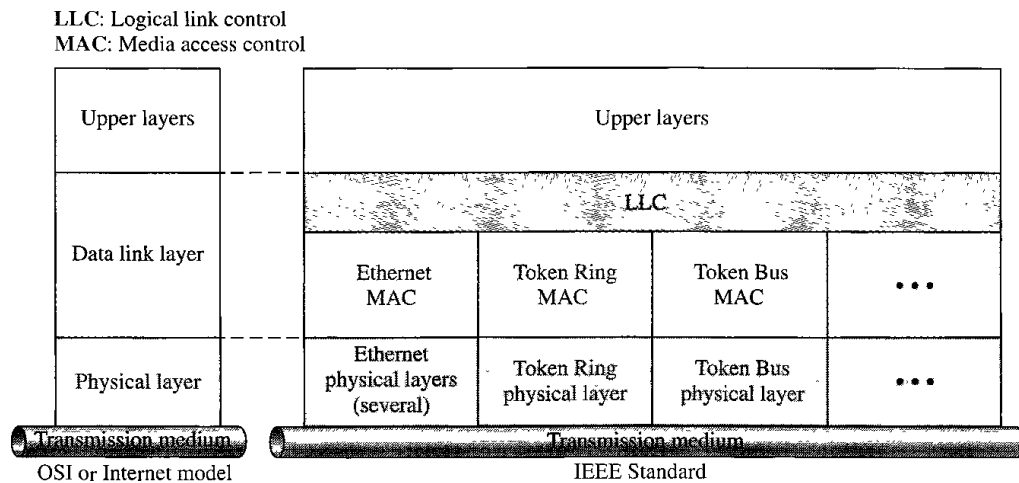 LLC: Logical link control
MAC: Media access control
Upper layers
Data link layer
Physical layer
Transmission medium
OSI or Internet model
Upper layers
LLC
Ethernet
MAC
Token Ring
MAC
Token Bus
MAC
•••
Ethernet
physical layers
(several)
Token Ring
physical layer
Token Bus
physical layer
•••
Transmission medium
IEEE Standard